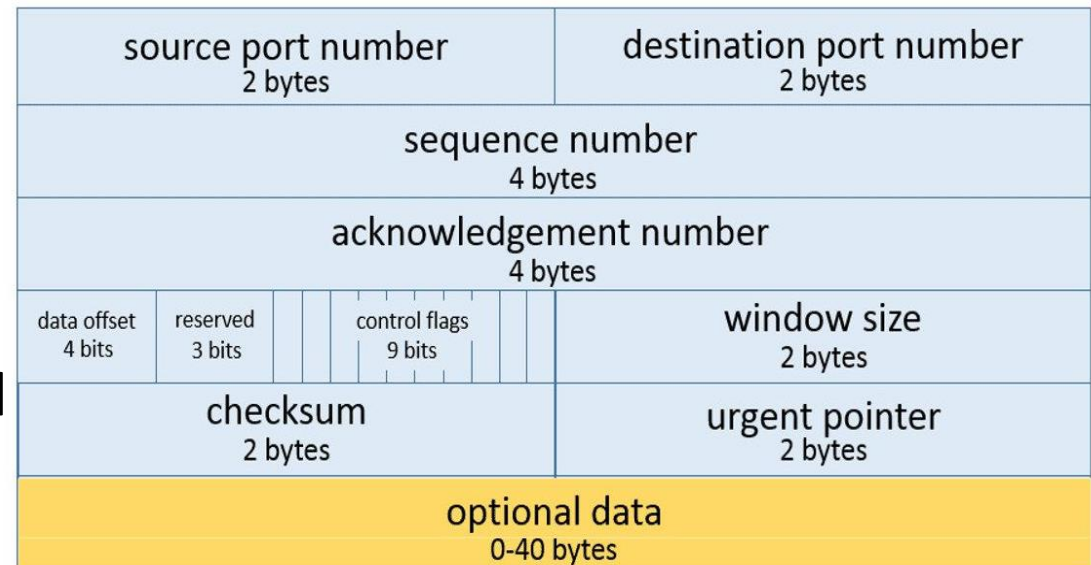 source port number
2 bytes
destination port number
2 bytes
sequence number
4 bytes
acknowledgement number
4 bytes
data offset
4 bits
reserved
3 bits
control flags
9 bits
window size
2 bytes
checksum
2 bytes
urgent pointer
2 bytes
optional data
0-40 bytes